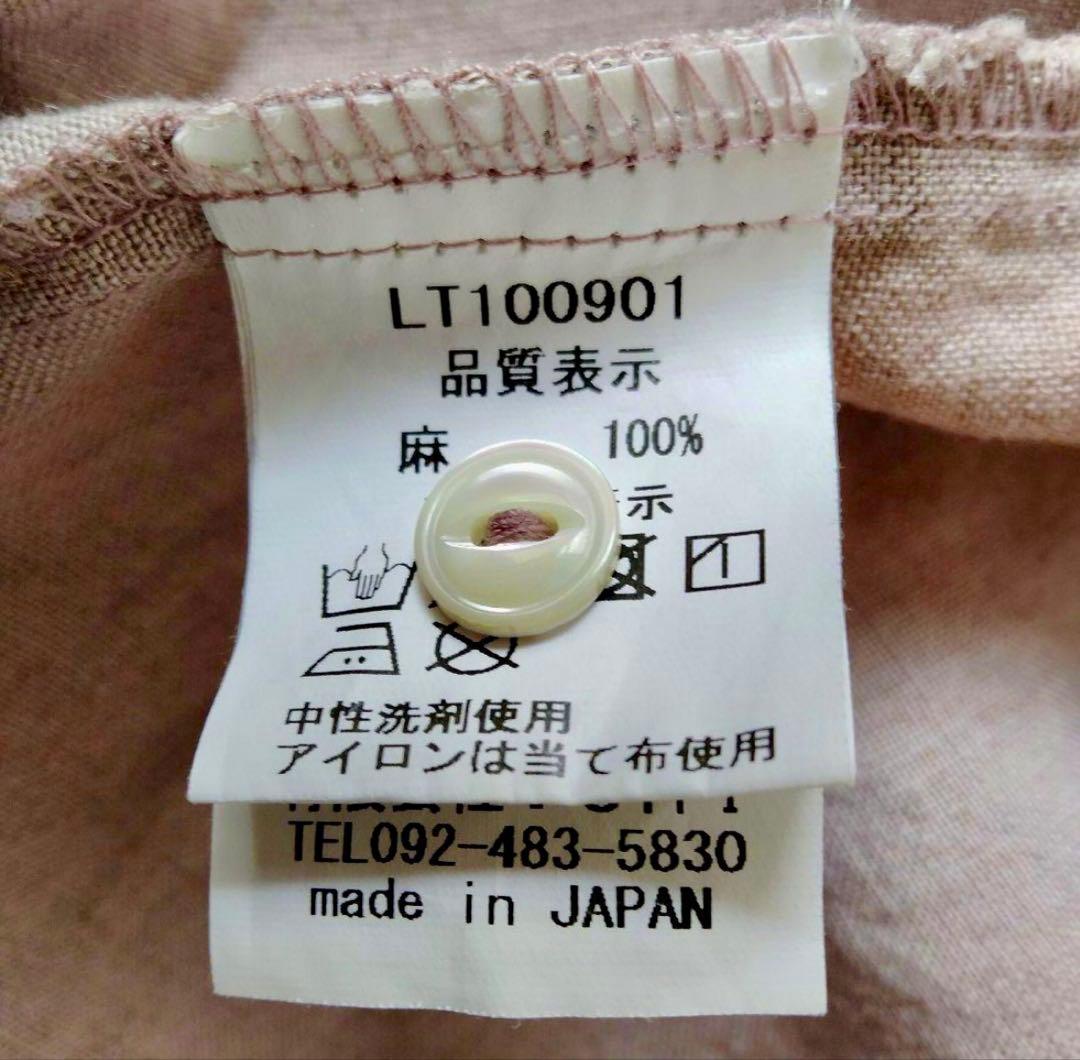 LT100901
品質表示
麻 100%
示
中性洗剤使用
アイロンは当て布使用
TEL092-483-5830
made in JAPAN